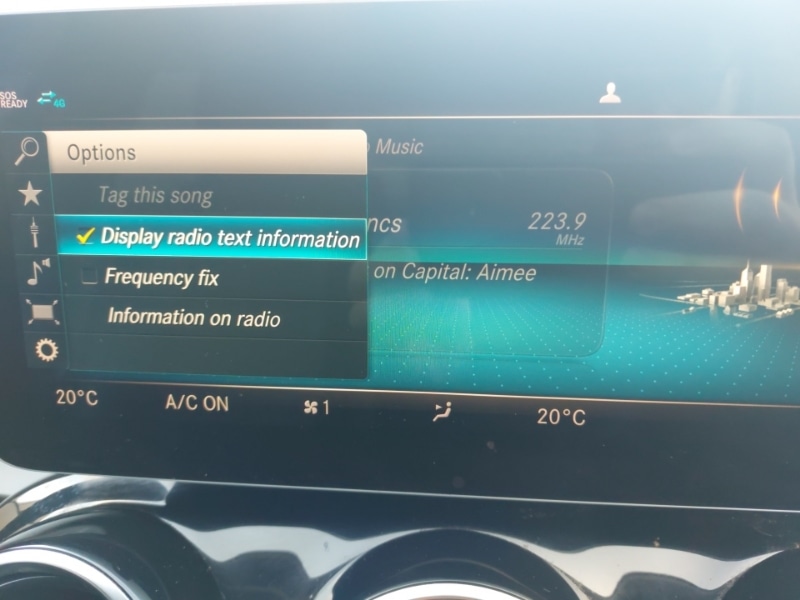 SOS
READY 4G
Options
Music
Tag this song
ncs 223.9
MHz
Display radio text information
Frequency fix
on Capital: Aimee
Information on radio
20°C A/C ON 1 20°C